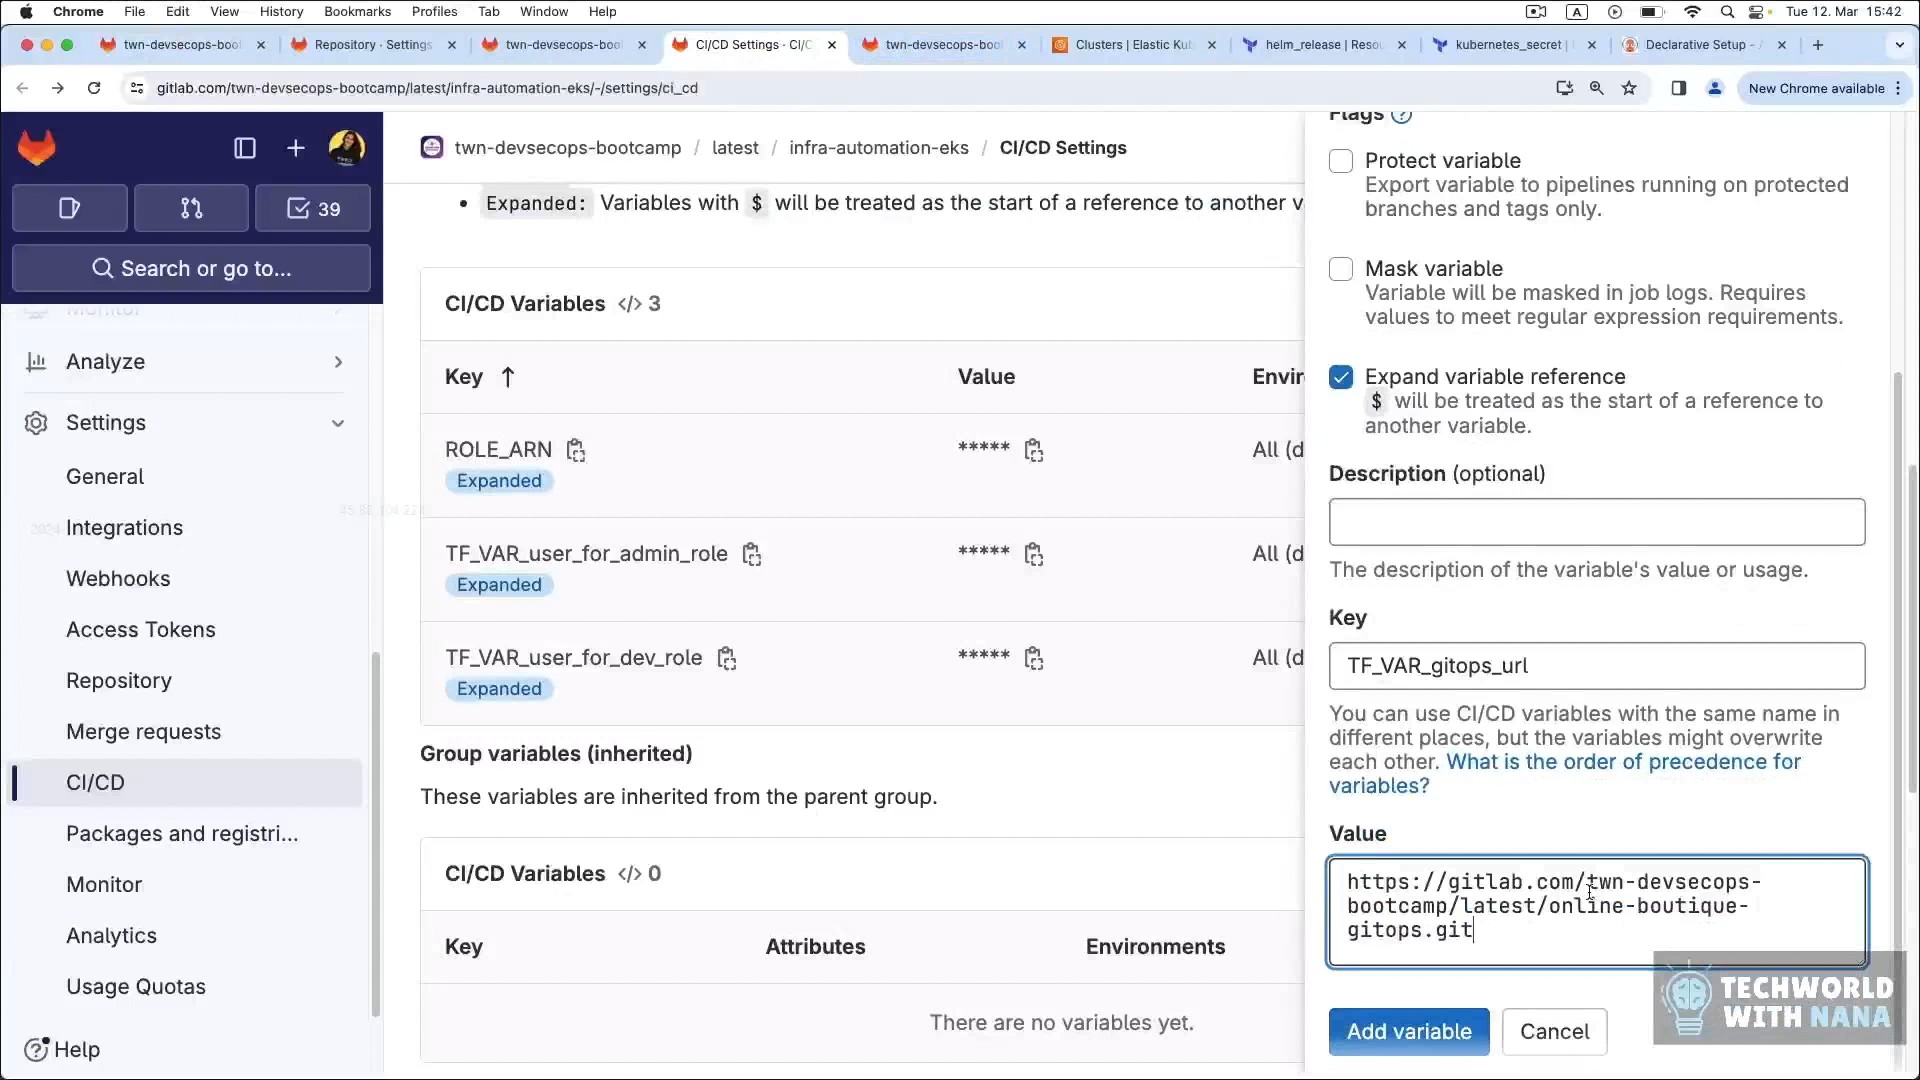 Chrome File Edit View History Bookmarks Profiles Tab Window Help
A Tue 12. Mar 15:42
twn-devsecops-boo
Repository · Settings
twn-devsecops-boo
CI/CD Settings · CI/C
twn-devsecops-boo
Clusters | Elastic Ku
helm_release | Reso
kubernetes_secret |
Declarative Setup -
gitlab.com/twn-devsecops-bootcamp/latest/infra-automation-eks/-/settings/ci_cd
New Chrome available
39
Search or go to...
Monitor
Analyze
Settings
General
Integrations
Webhooks
Access Tokens
Repository
Merge requests
CI/CD
Packages and registri...
Monitor
Analytics
Usage Quotas
Help
twn-devsecops-bootcamp / latest / infra-automation-eks / CI/CD Settings
Expanded: Variables with $ will be treated as the start of a reference to another v
CI/CD Variables </> 3
Key ↑ Value Envir
ROLE_ARN ***** All (d
Expanded
TF_VAR_user_for_admin_role ***** All (d
Expanded
TF_VAR_user_for_dev_role ***** All (d
Expanded
Group variables (inherited)
These variables are inherited from the parent group.
CI/CD Variables </> 0
Key Attributes Environments
There are no variables yet.
Flags ?
Protect variable
Export variable to pipelines running on protected
branches and tags only.
Mask variable
Variable will be masked in job logs. Requires
values to meet regular expression requirements.
Expand variable reference
$ will be treated as the start of a reference to
another variable.
Description (optional)
The description of the variable's value or usage.
Key
TF_VAR_gitops_url
You can use CI/CD variables with the same name in
different places, but the variables might overwrite
each other. What is the order of precedence for
variables?
Value
https://gitlab.com/twn-devsecops-
bootcamp/latest/online-boutique-
gitops.git
Add variable Cancel
TECHWORLD
WITH NANA